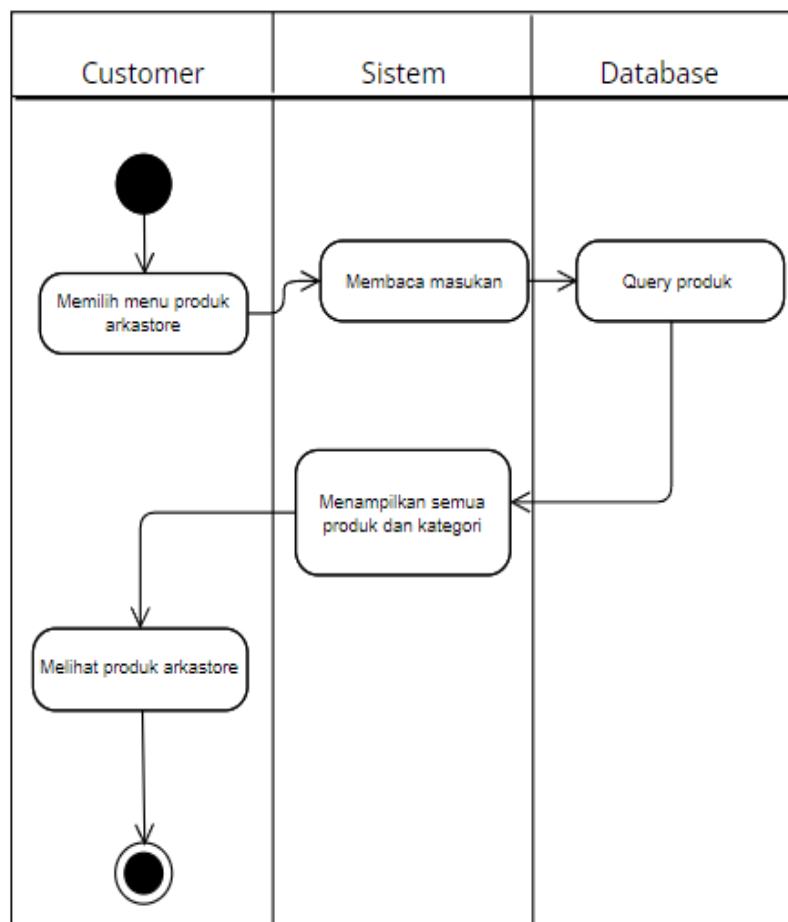 Customer
Sistem
Database
Memilih menu produk
arkastore
Membaca masukan
Query produk
Menampilkan semua
produk dan kategori
Melihat produk arkastore